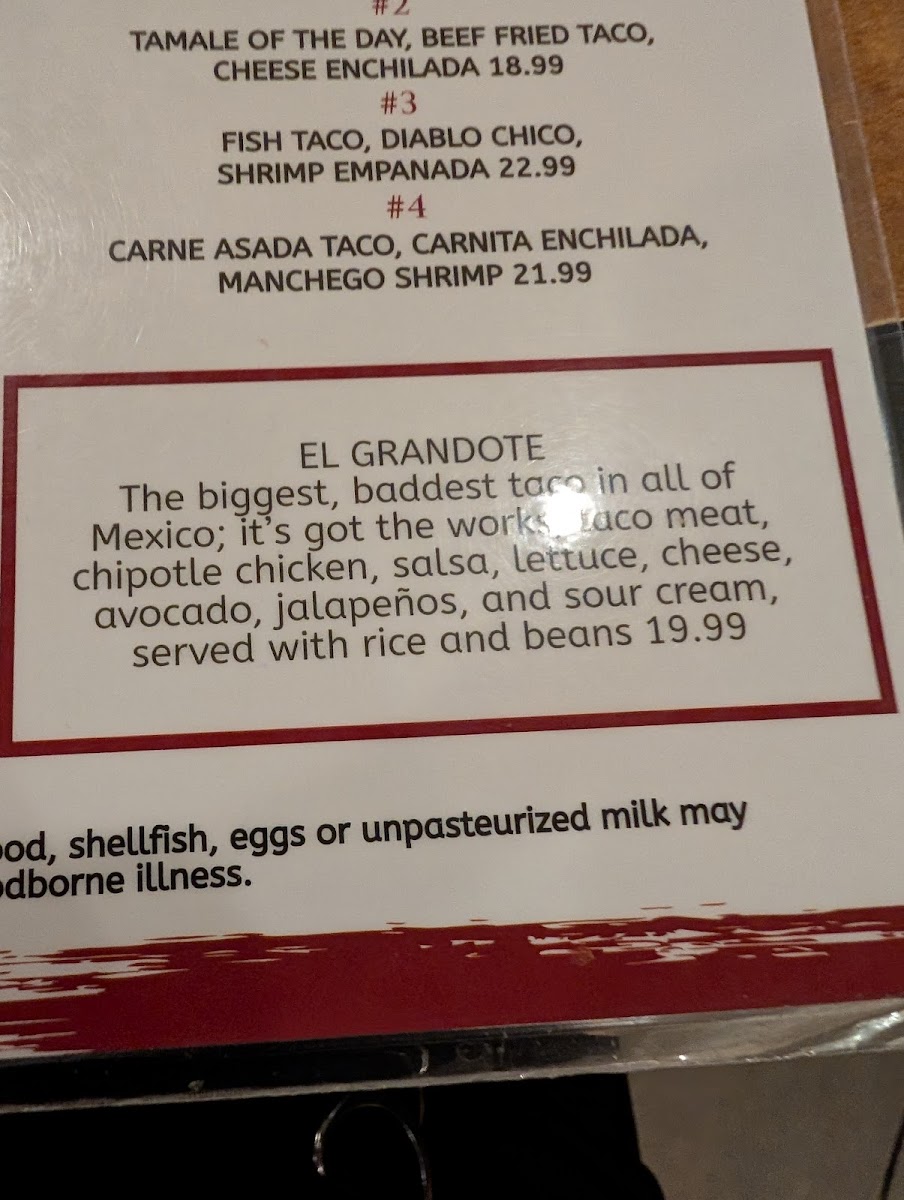 #2
TAMALE OF THE DAY, BEEF FRIED TACO,
CHEESE ENCHILADA 18.99
#3
FISH TACO, DIABLO CHICO,
SHRIMP EMPANADA 22.99
#4
CARNE ASADA TACO, CARNITA ENCHILADA,
MANCHEGO SHRIMP 21.99
EL GRANDOTE
The biggest, baddest taco in all of
Mexico; it's got the works, taco meat,
chipotle chicken, salsa, lettuce, cheese,
avocado, jalapeños, and sour cream,
served with rice and beans 19.99
shellfish, eggs or unpasteurized milk may
illness.